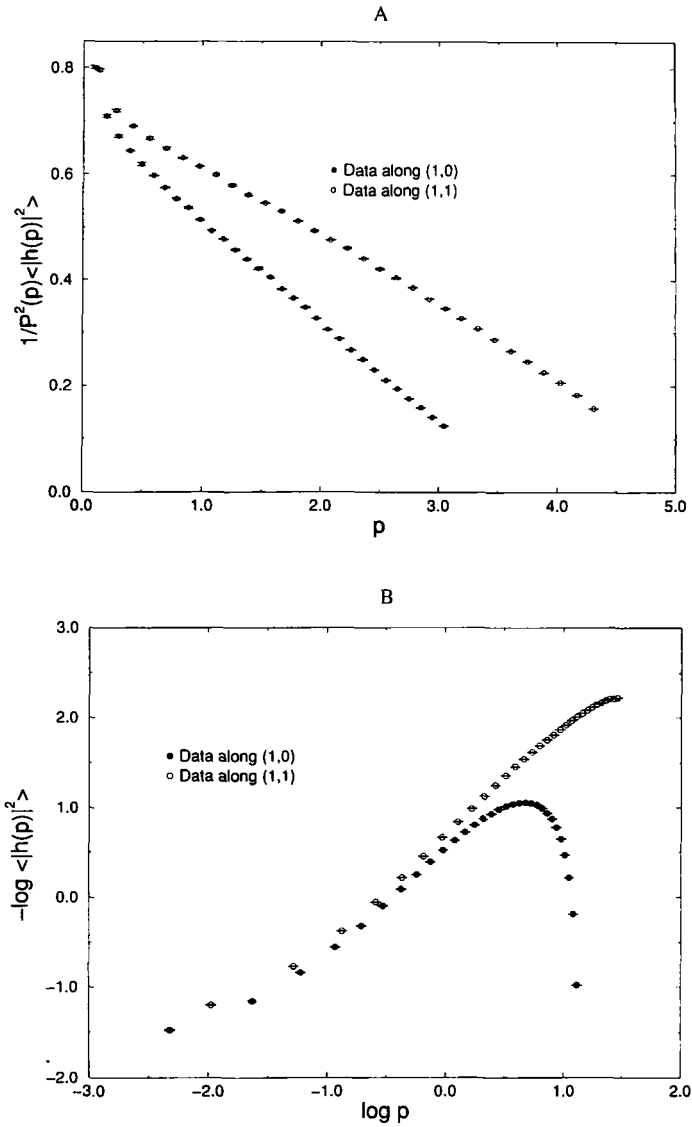 A
0.8
0.6
0.4
0.2
0.0
1/P²(p)<|h(p)|²>
Data along (1,0)
Data along (1,1)
0.0 1.0 2.0 3.0 4.0 5.0
p
B
3.0
2.0
1.0
0.0
−1.0
−2.0
−log <|h(p)|²>
Data along (1,0)
Data along (1,1)
−3.0 −2.0 −1.0 0.0 1.0 2.0
log p